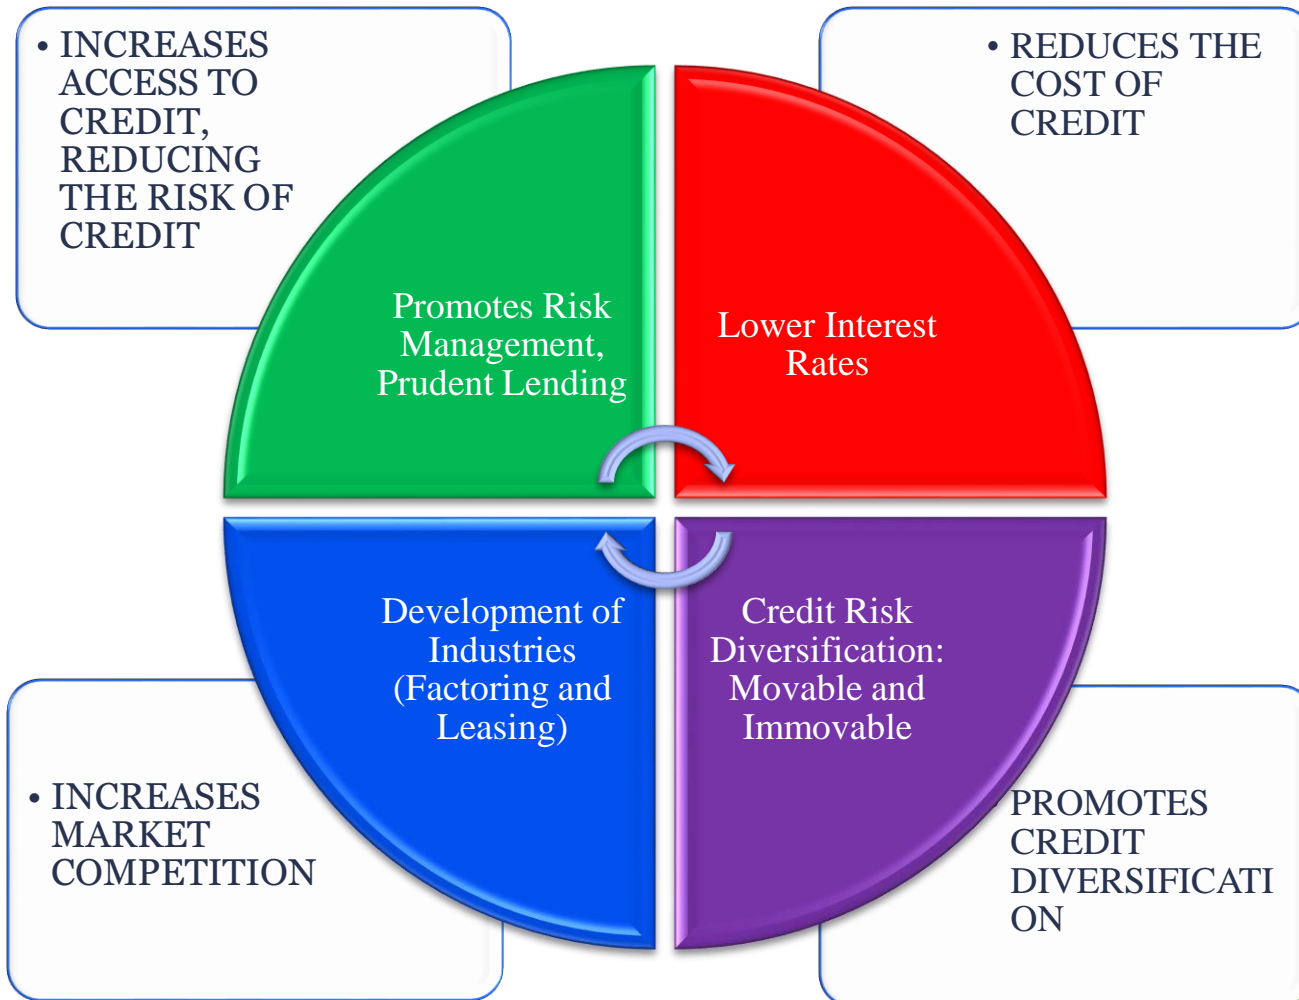 • INCREASES
ACCESS TO
CREDIT,
REDUCING
THE RISK OF
CREDIT
• REDUCES THE
COST OF
CREDIT
Promotes Risk
Management,
Prudent Lending
Lower Interest
Rates
Development of
Industries
(Factoring and
Leasing)
Credit Risk
Diversification:
Movable and
Immovable
• INCREASES
MARKET
COMPETITION
• PROMOTES
CREDIT
DIVERSIFICATI
ON